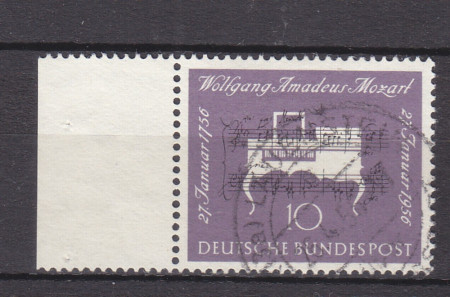 Wolfgang Amadeus Mozart
27. Januar 1756
27. Januar 1956
10
DEUTSCHE BUNDESPOST